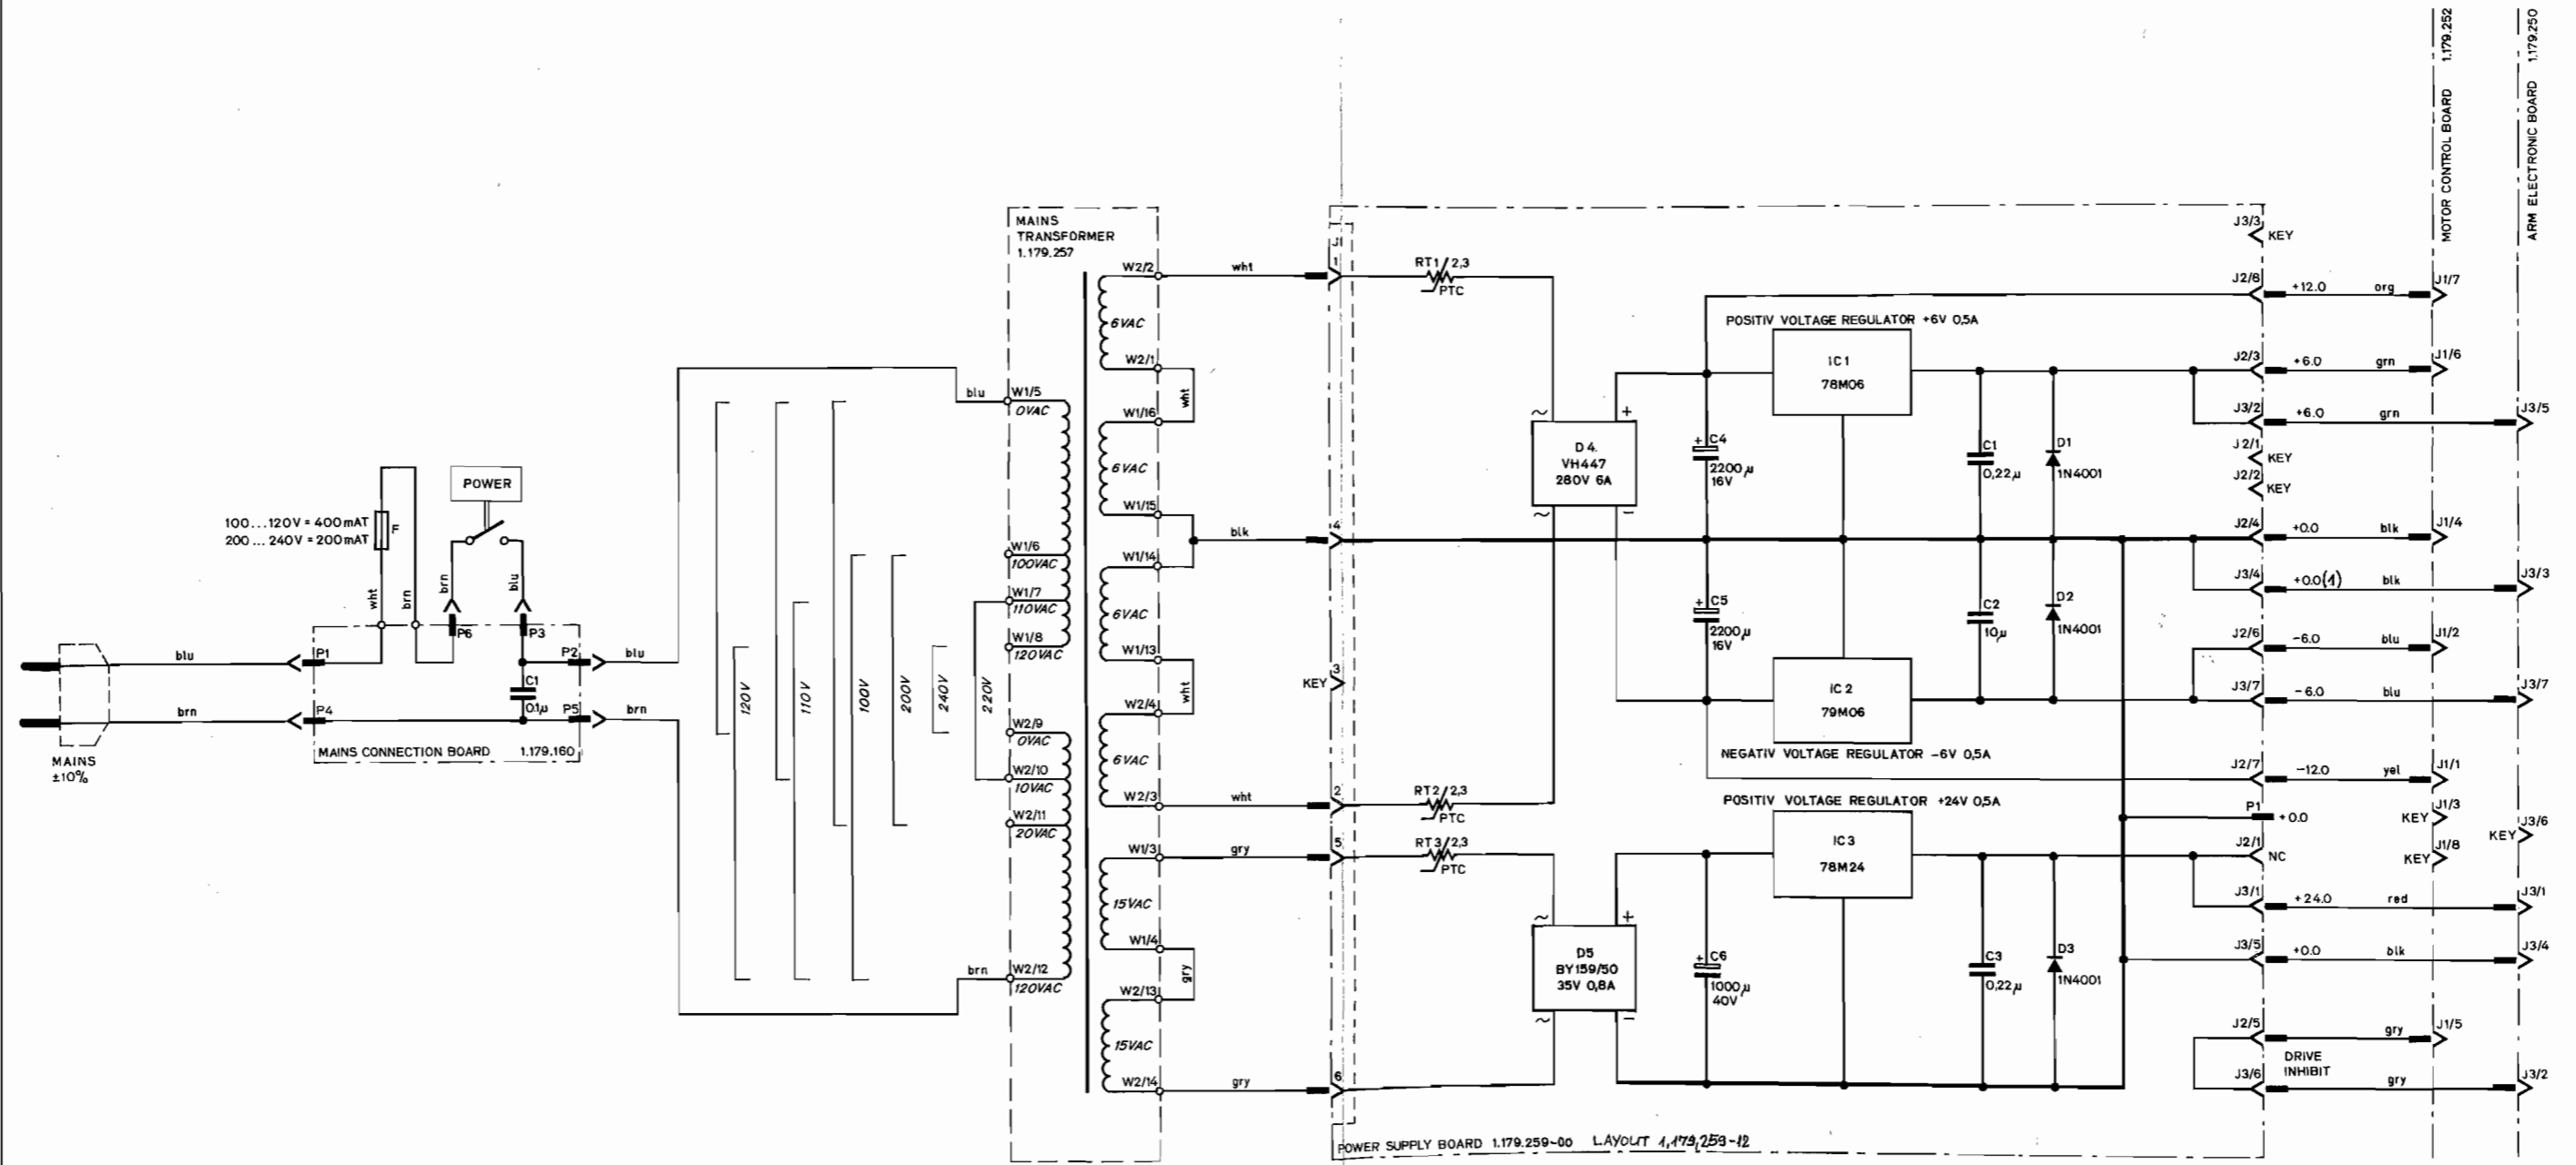 MOTOR CONTROL BOARD 1.179.252
ARM ELECTRONIC BOARD 1.179.250
MAINS
TRANSFORMER
1.179.257
W2/2
6VAC
W2/1
W1/16
6VAC
W1/15
W1/14
6VAC
W1/13
W2/4
6VAC
W2/3
W1/3
15VAC
W1/4
W2/13
15VAC
W2/14
wht
wht
blk
wht
wht
gry
gry
gry
blu
W1/5
0VAC
W1/6
100VAC
W1/7
110VAC
W1/8
120VAC
W2/9
0VAC
W2/10
10VAC
W2/11
20VAC
brn
W2/12
120VAC
120V
110V
100V
200V
240V
220V
POWER
100...120V = 400mAT
200...240V = 200mAT
F
wht
brn
brn
blu
P6
P3
blu
P1
P2
blu
C1
0.1µ
brn
P4
P5
brn
MAINS CONNECTION BOARD 1.179.160
MAINS
±10%
J1
1
4
3
KEY
2
5
6
RT1/2,3
PTC
RT2/2,3
PTC
RT3/2,3
PTC
~
+
D4
VH447
280V 6A
~
−
~
+
D5
BY159/50
35V 0,8A
~
−
POSITIV VOLTAGE REGULATOR +6V 0,5A
IC1
78M06
+ C4
2200µ
16V
C1
0,22µ
D1
1N4001
+ C5
2200µ
16V
C2
10µ
D2
1N4001
IC 2
79M06
NEGATIV VOLTAGE REGULATOR −6V 0,5A
POSITIV VOLTAGE REGULATOR +24V 0,5A
IC3
78M24
+ C6
1000µ
40V
C3
0,22µ
D3
1N4001
J3/3
KEY
J2/8 +12.0 org J1/7
J2/3 +6.0 grn J1/6
J3/2 +6.0 grn J3/5
J2/1
KEY
J2/2
KEY
J2/4 +0.0 blk J1/4
J3/4 +0.0(1) blk J3/3
J2/6 −6.0 blu J1/2
J3/7 −6.0 blu J3/7
J2/7 −12.0 yel J1/1
P1 +0.0 KEY J1/3
KEY J3/6
J2/1 NC KEY J1/8
J3/1 +24.0 red J3/1
J3/5 +0.0 blk J3/4
J2/5 gry J1/5
DRIVE
INHIBIT
J3/6 gry J3/2
POWER SUPPLY BOARD 1.179.259-00 LAYOUT 1,179,259-12